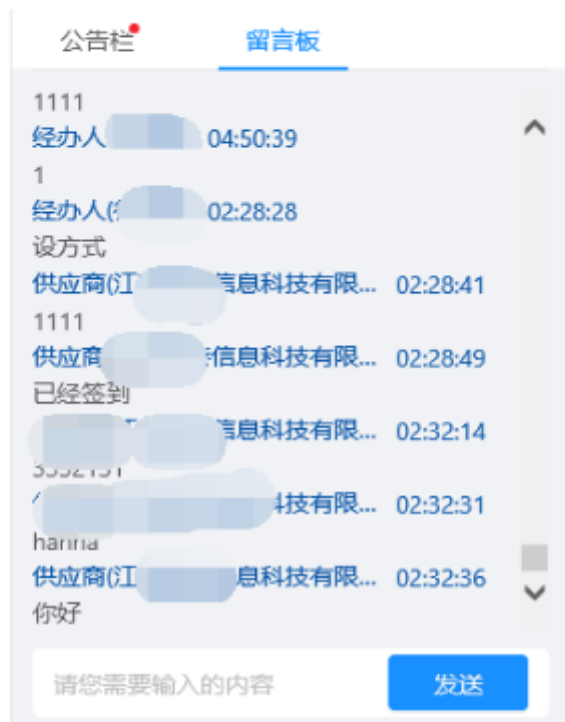 公告栏
留言板
1111
经办人 04:50:39
1
经办人( 02:28:28
设方式
供应商(江 信息科技有限... 02:28:41
1111
供应商 信息科技有限... 02:28:49
已经签到
信息科技有限... 02:32:14
3552151
科技有限... 02:32:31
hanna
供应商(江 息科技有限... 02:32:36
你好
请您需要输入的内容
发送